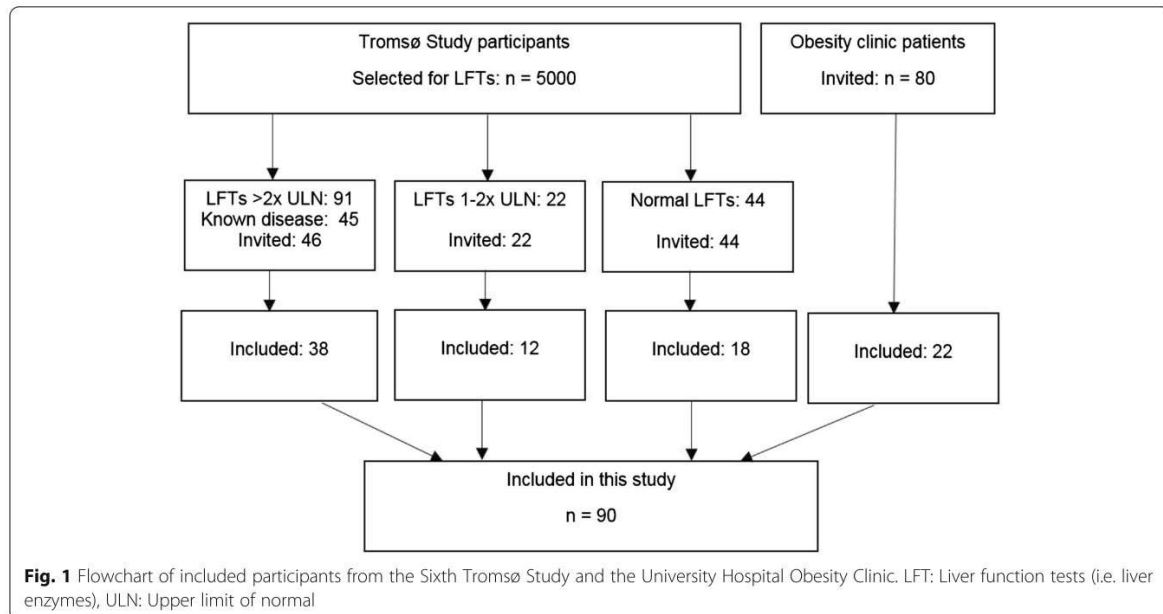 Tromsø Study participants
Selected for LFTs: n = 5000
Obesity clinic patients
Invited: n = 80
LFTs >2x ULN: 91
Known disease: 45
Invited: 46
LFTs 1-2x ULN: 22
Invited: 22
Normal LFTs: 44
Invited: 44
Included: 38
Included: 12
Included: 18
Included: 22
Included in this study
n = 90
Fig. 1 Flowchart of included participants from the Sixth Tromsø Study and the University Hospital Obesity Clinic. LFT: Liver function tests (i.e. liver
enzymes), ULN: Upper limit of normal